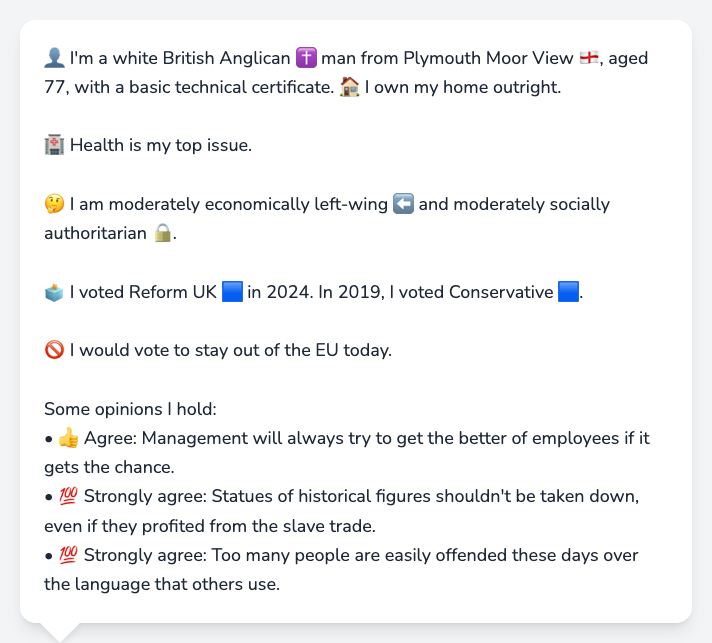 👤 I'm a white British Anglican ✝️ man from Plymouth Moor View 🏴󠁧󠁢󠁥󠁮󠁧󠁿, aged
77, with a basic technical certificate. 🏠 I own my home outright.
🏥 Health is my top issue.
🤔 I am moderately economically left-wing ⬅️ and moderately socially
authoritarian 🔒.
🗳️ I voted Reform UK 🟦 in 2024. In 2019, I voted Conservative 🟦.
🚫 I would vote to stay out of the EU today.
Some opinions I hold:
• 👍 Agree: Management will always try to get the better of employees if it
gets the chance.
• 💯 Strongly agree: Statues of historical figures shouldn't be taken down,
even if they profited from the slave trade.
• 💯 Strongly agree: Too many people are easily offended these days over
the language that others use.